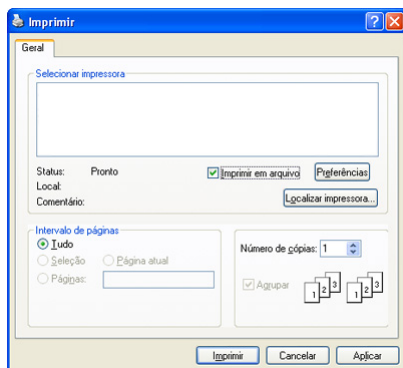 Imprimir
Geral
Selecionar impressora
Status: Pronto
Imprimir em arquivo
Preferências
Local:
Comentário:
Localizar impressora...
Intervalo de páginas
Tudo
Seleção
Página atual
Páginas:
Número de cópias: 1
Agrupar
1 2 3 1 2 3
Imprimir Cancelar Aplicar